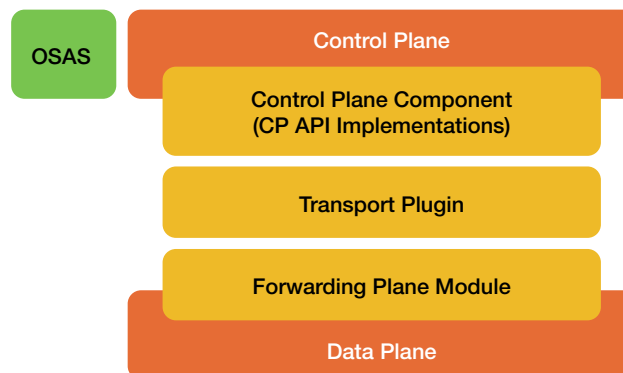 OSAS
Control Plane
Control Plane Component
(CP API Implementations)
Transport Plugin
Forwarding Plane Module
Data Plane